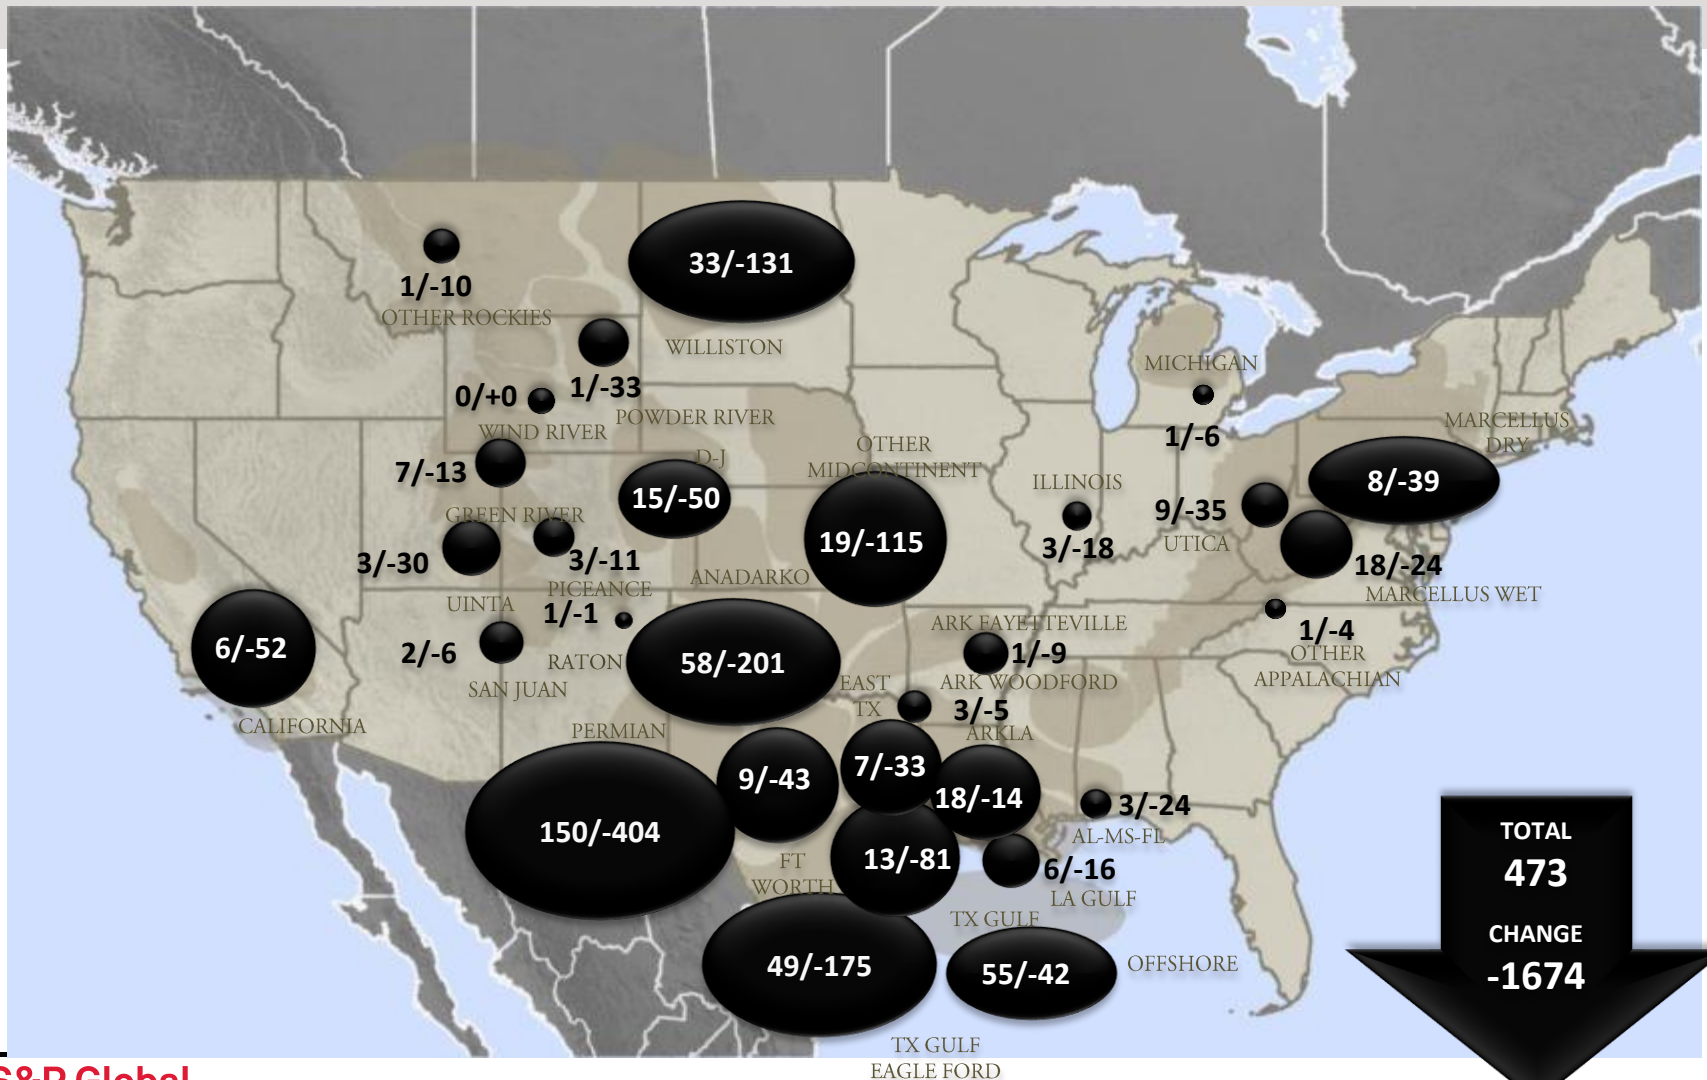 33/-131
1/-10
OTHER ROCKIES
WILLISTON
MICHIGAN
0/+0
1/-33
POWDER RIVER
WIND RIVER
1/-6
MARCELLUS
DRY
OTHER
MIDCONTINENT
D-J
7/-13
15/-50
ILLINOIS
8/-39
GREEN RIVER
9/-35
UTICA
19/-115
3/-18
3/-30
3/-11
PICEANCE
18/-24
MARCELLUS WET
ANADARKO
UINTA
1/-1
1/-4
OTHER
APPALACHIAN
ARK FAYETTEVILLE
1/-9
ARK WOODFORD
6/-52
2/-6
RATON
58/-201
SAN JUAN
EAST
TX
3/-5
ARKLA
CALIFORNIA
PERMIAN
9/-43
7/-33
18/-14
3/-24
AL-MS-FL
150/-404
FT
WORTH
13/-81
6/-16
LA GULF
TX GULF
49/-175
55/-42
OFFSHORE
TX GULF
EAGLE FORD
TOTAL
473
CHANGE
-1674
S&P Global